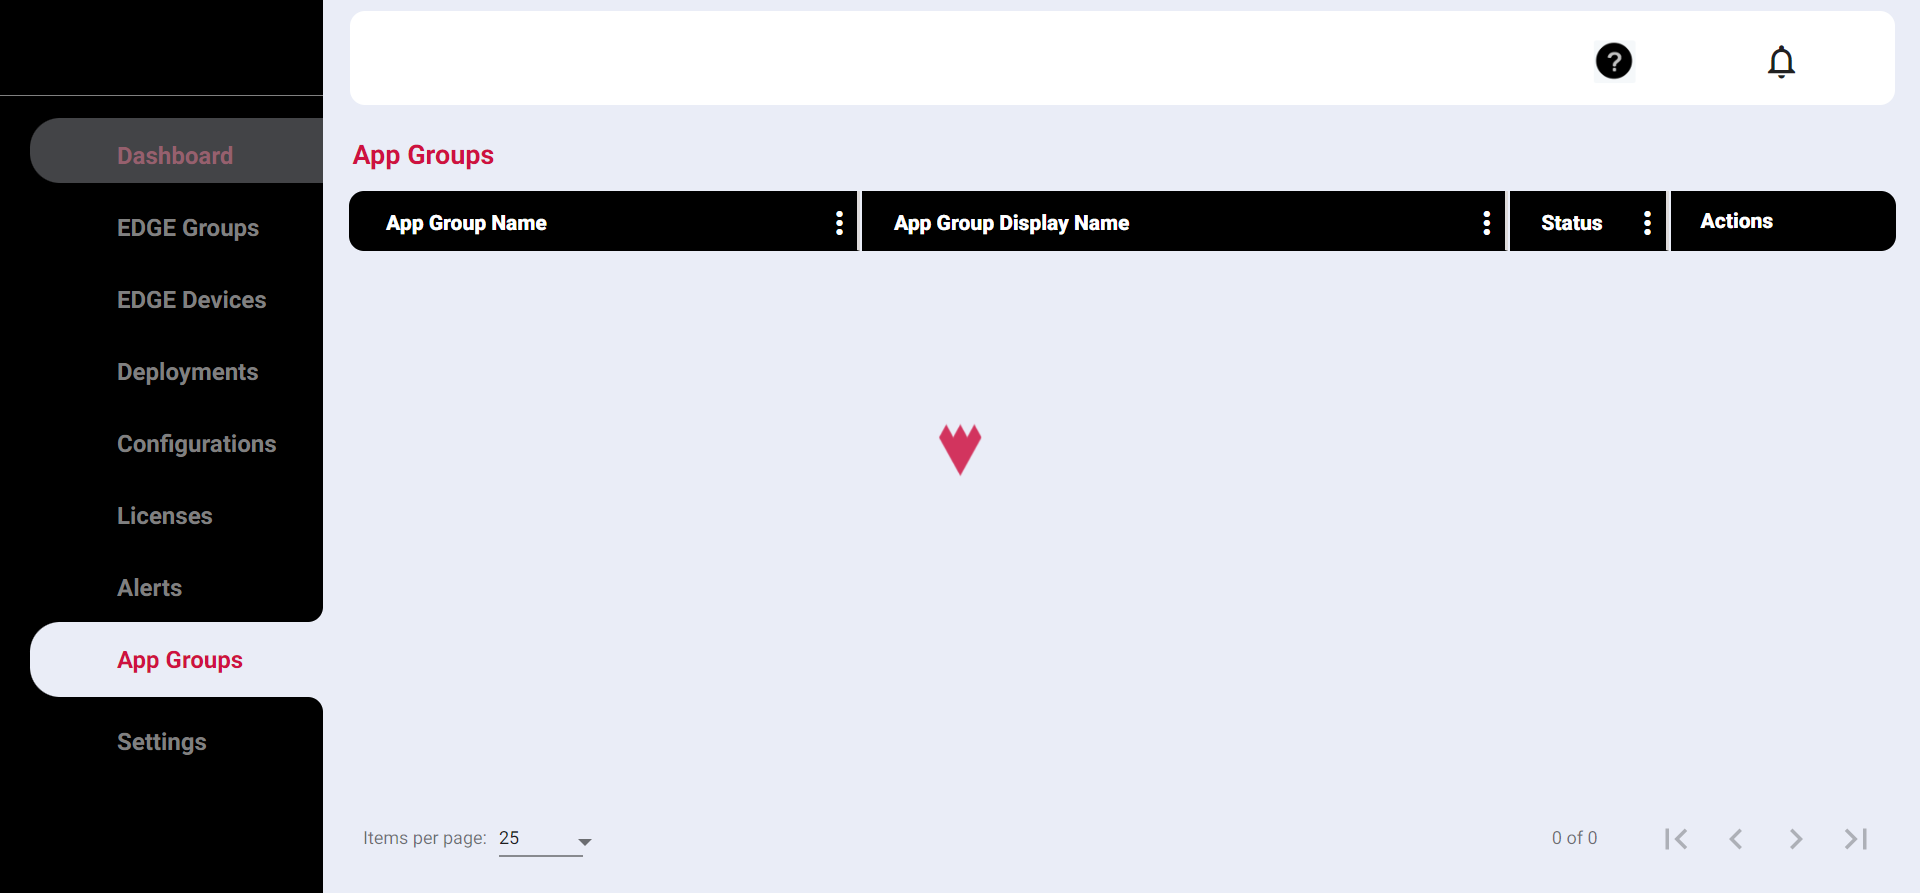 Dashboard
EDGE Groups
EDGE Devices
Deployments
Configurations
Licenses
Alerts
App Groups
Settings
?
App Groups
App Group Name App Group Display Name Status Actions
Items per page: 25 0 of 0